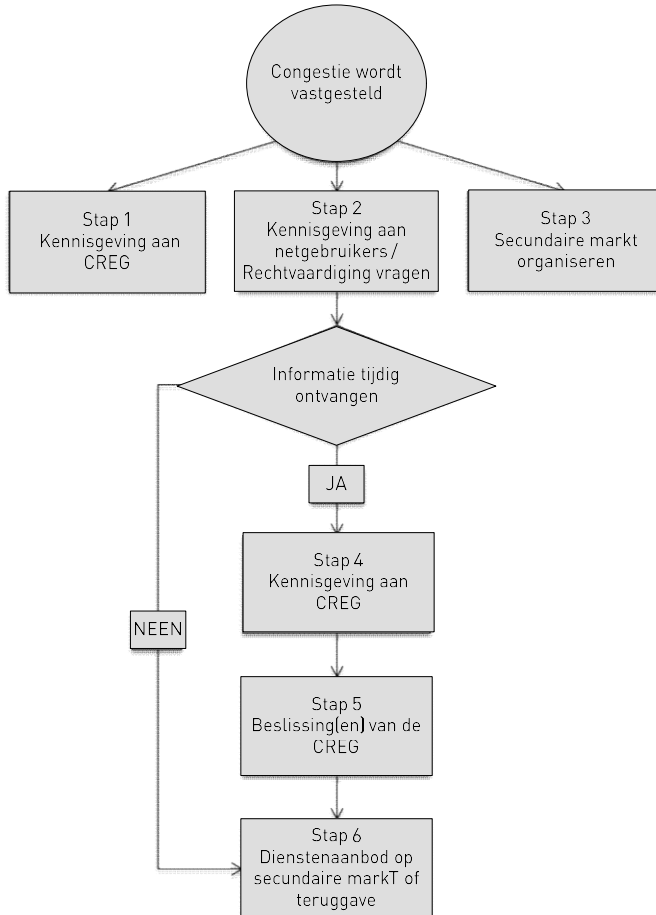 Congestie wordt
vastgesteld
Stap 1
Kennisgeving aan
CREG
Stap 2
Kennisgeving aan
netgebruikers /
Rechtvaardiging vragen
Stap 3
Secundaire markt
organiseren
Informatie tijdig
ontvangen
JA
Stap 4
Kennisgeving aan
CREG
NEEN
Stap 5
Beslissing(en) van de
CREG
Stap 6
Dienstenaanbod op
secundaire markT of
teruggave